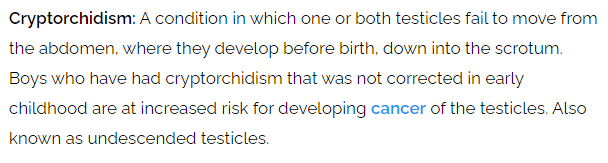 Cryptorchidism: A condition in which one or both testicles fail to move from
the abdomen, where they develop before birth, down into the scrotum.
Boys who have had cryptorchidism that was not corrected in early
childhood are at increased risk for developing cancer of the testicles. Also
known as undescended testicles.